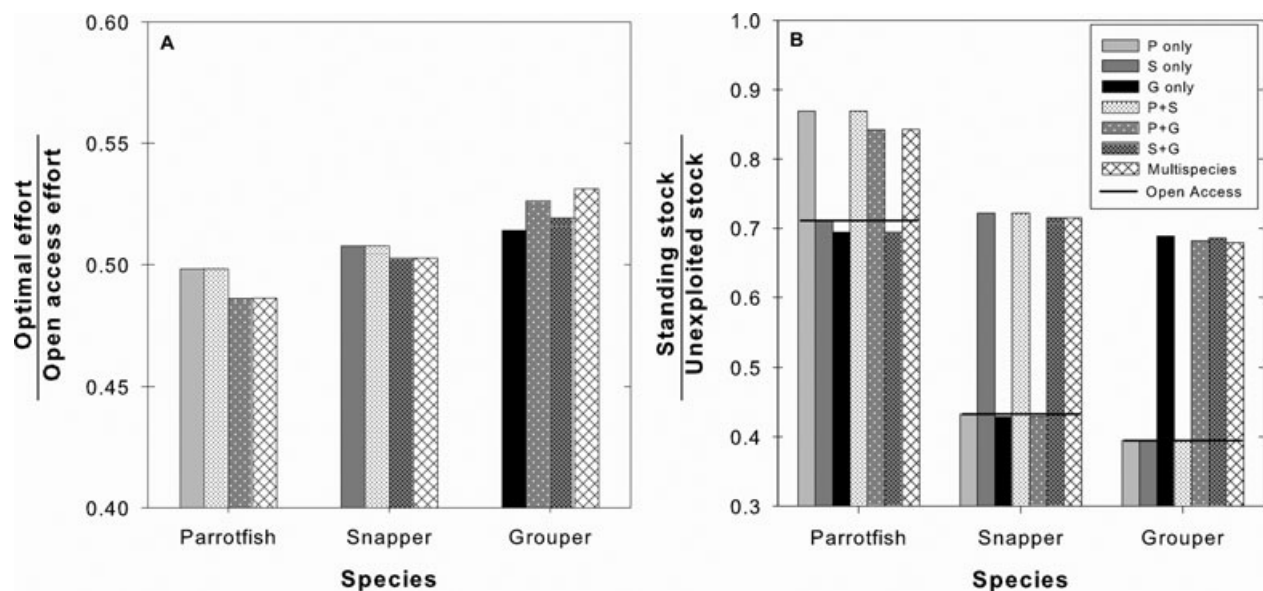 A
Optimal effort
Open access effort
0.60
0.55
0.50
0.45
0.40
Parrotfish
Snapper
Grouper
Species
B
Standing stock
Unexploited stock
1.0
0.9
0.8
0.7
0.6
0.5
0.4
0.3
P only
S only
G only
P+S
P+G
S+G
Multispecies
Open Access
Parrotfish
Snapper
Grouper
Species